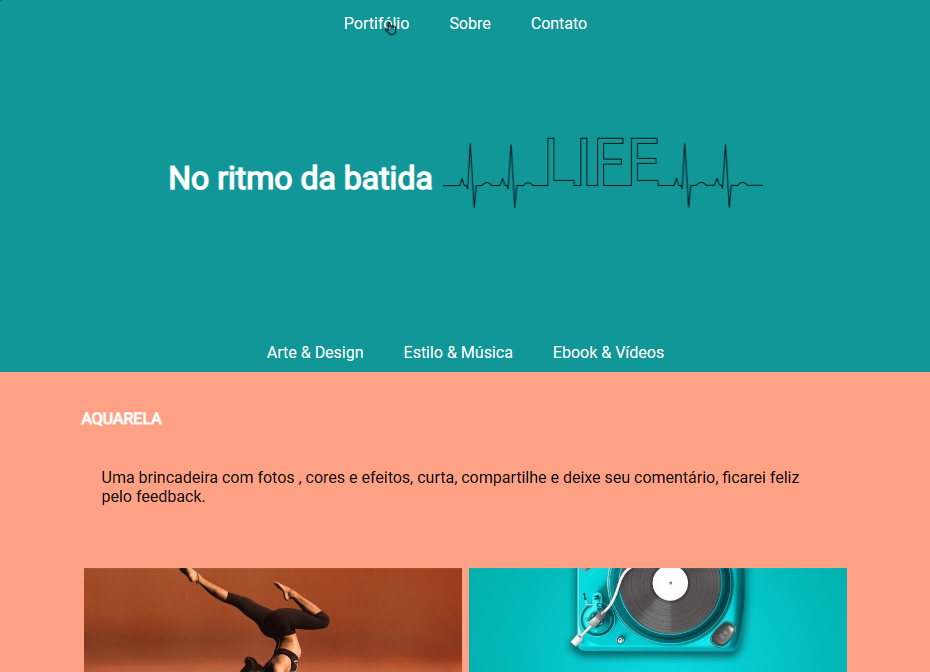 Portifólio Sobre Contato
No ritmo da batida LIFE
Arte & Design Estilo & Música Ebook & Vídeos
AQUARELA
Uma brincadeira com fotos , cores e efeitos, curta, compartilhe e deixe seu comentário, ficarei feliz
pelo feedback.